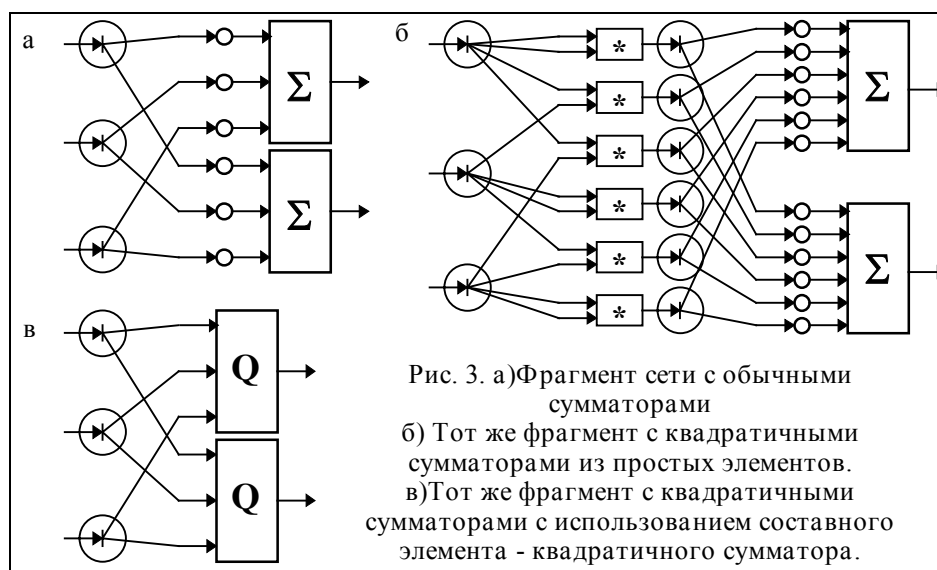 а
Σ
Σ
б
*
*
*
*
*
*
Σ
Σ
в
Q
Q
Рис. 3. а)Фрагмент сети с обычными
сумматорами
б) Тот же фрагмент с квадратичными
сумматорами из простых элементов.
в)Тот же фрагмент с квадратичными
сумматорами с использованием составного
элемента - квадратичного сумматора.